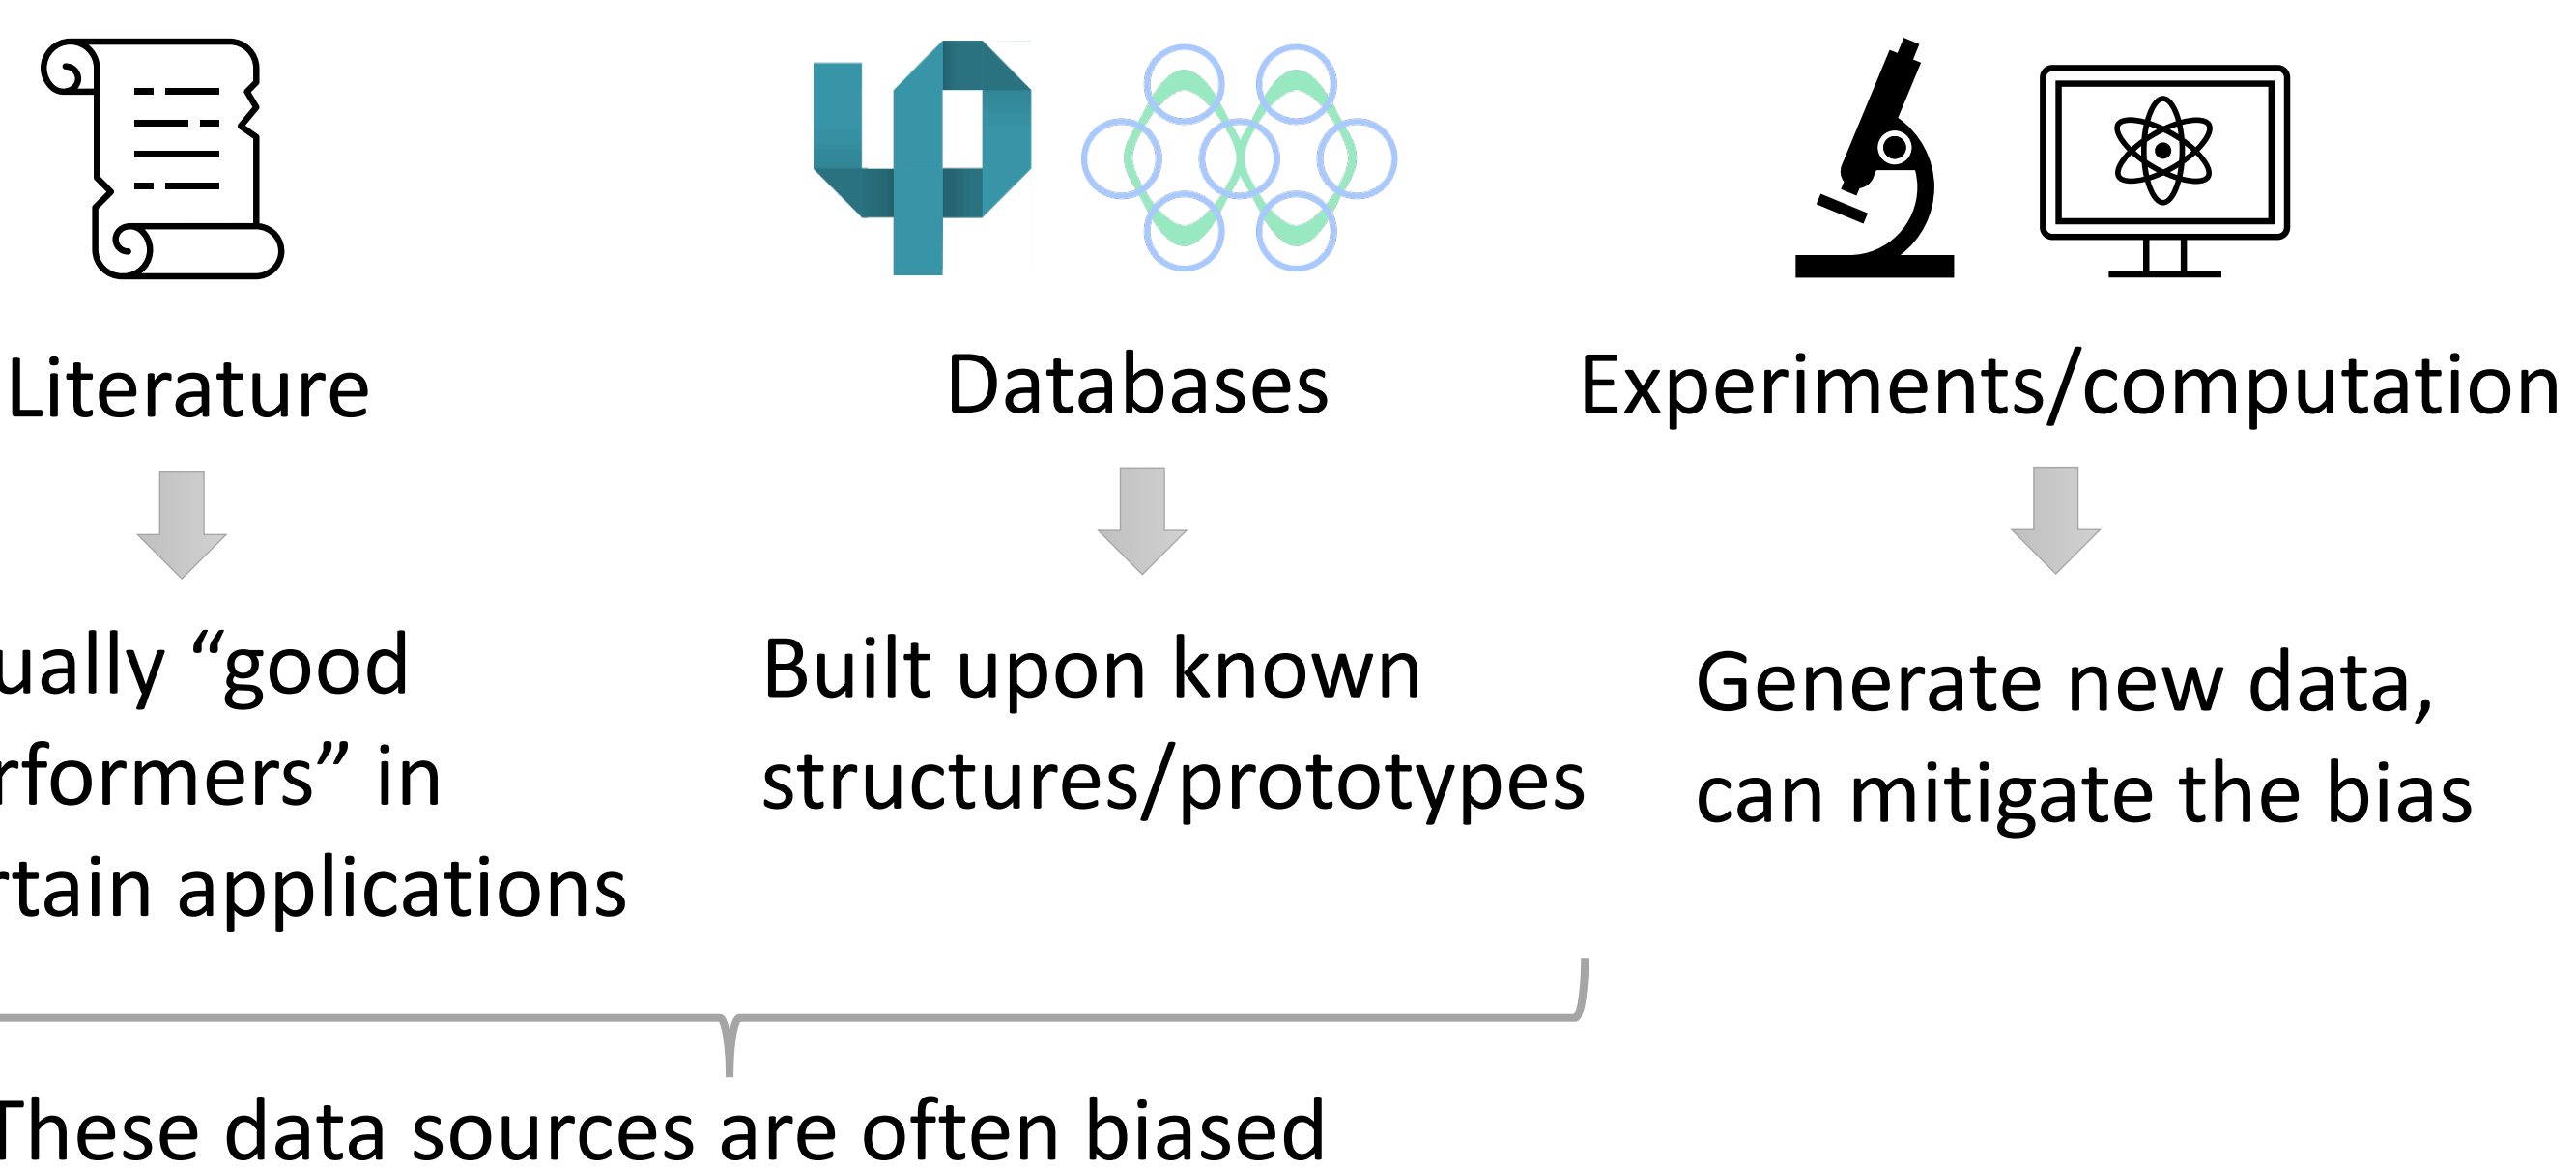 Literature
Databases
Experiments/computation
ually “good
rformers” in
rtain applications
Built upon known
structures/prototypes
Generate new data,
can mitigate the bias
These data sources are often biased